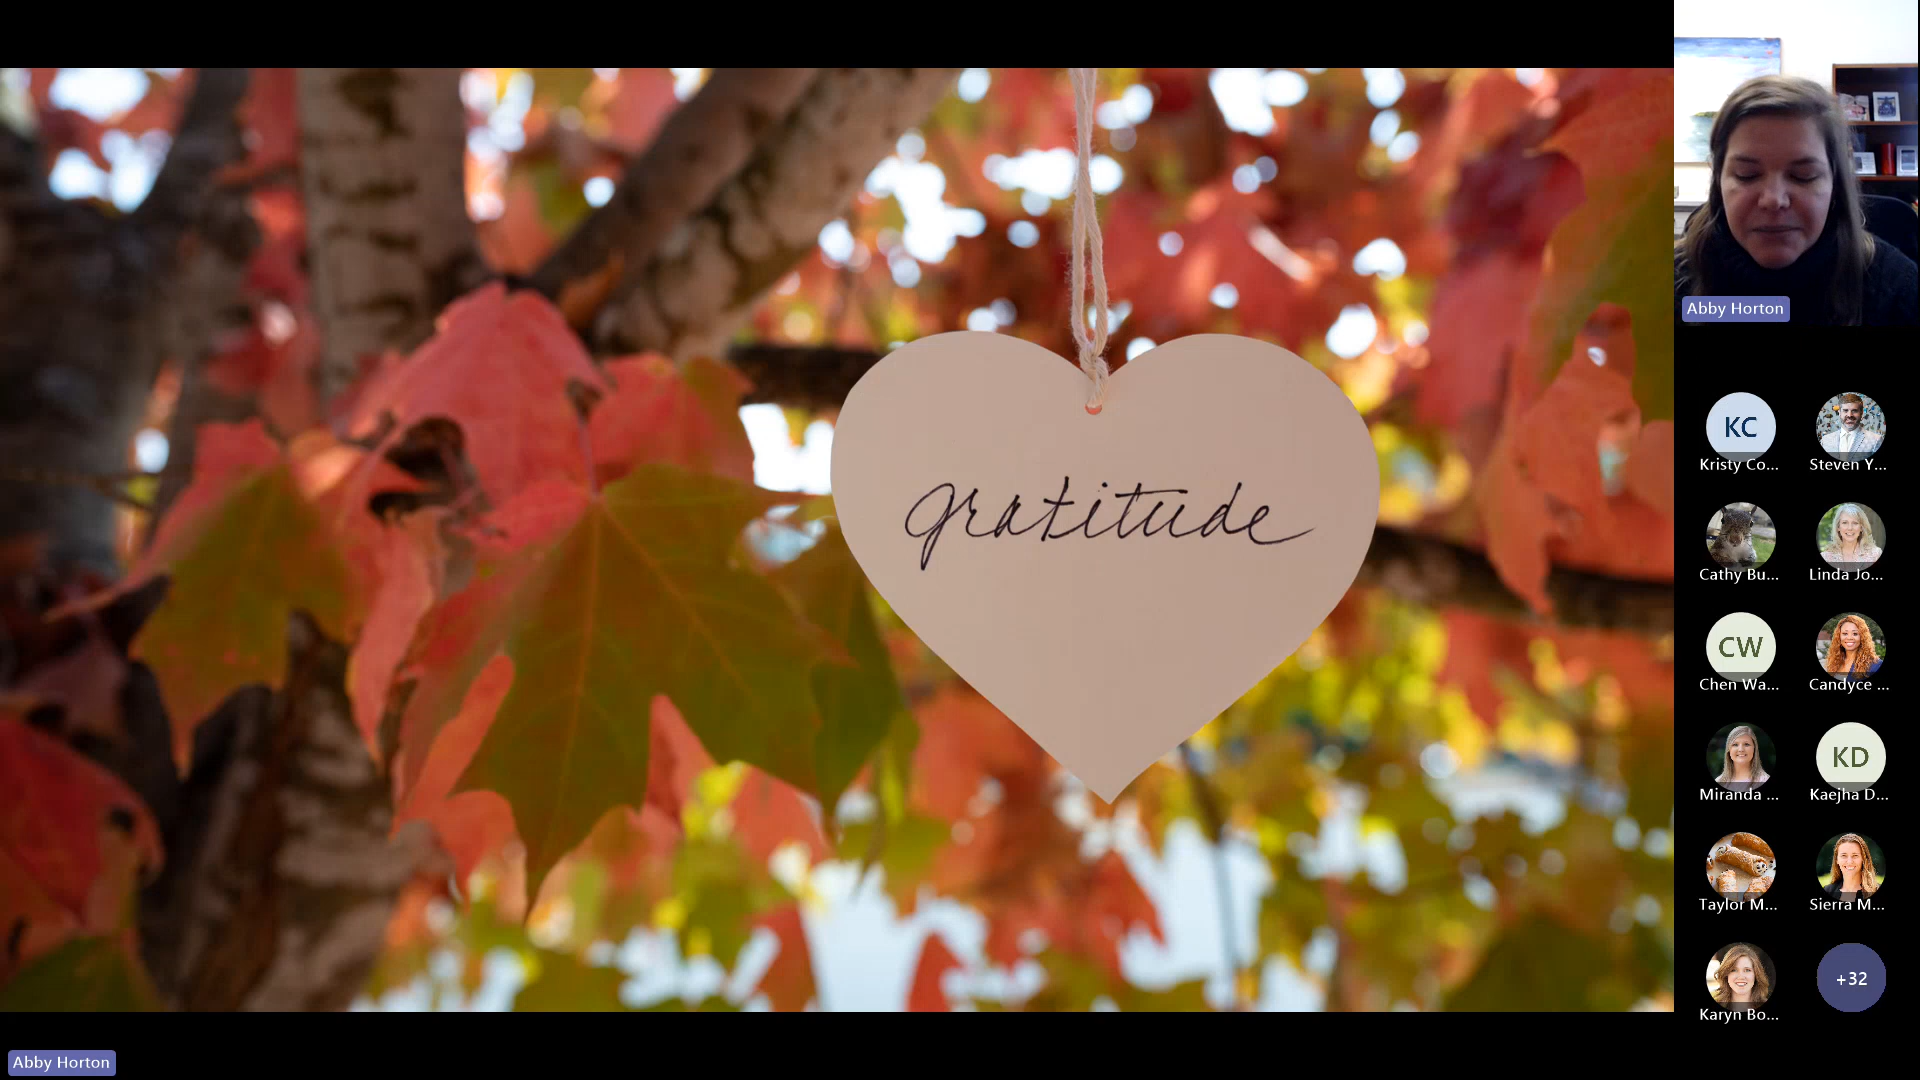 gratitude
Abby Horton
KC
Kristy Co...
Steven Y...
Cathy Bu...
Linda Jo...
CW
Chen Wa...
Candyce ...
Miranda ...
KD
Kaejha D...
Taylor M...
Sierra M...
Karyn Bo...
+32
Abby Horton